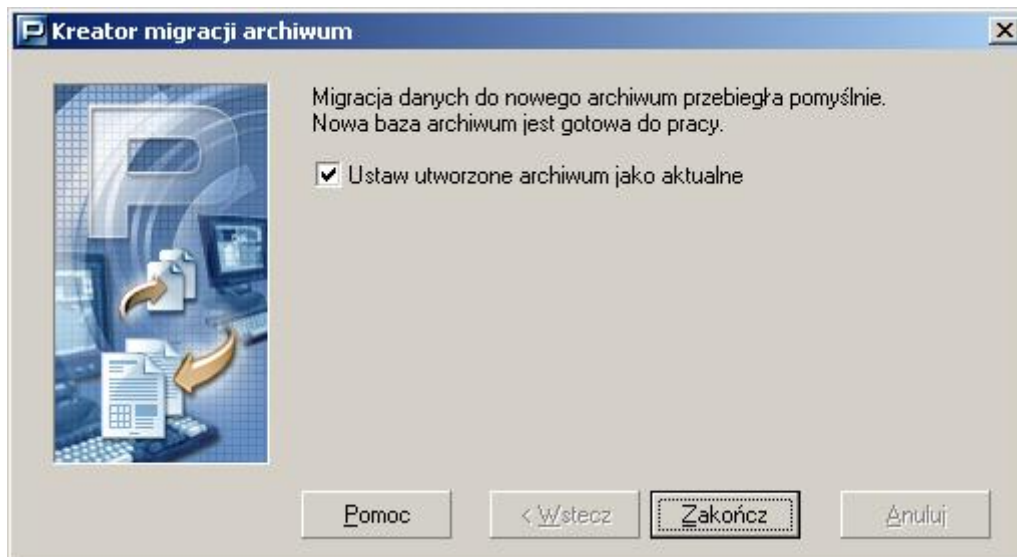 Kreator migracji archiwum
Migracja danych do nowego archiwum przebiegła pomyślnie.
Nowa baza archiwum jest gotowa do pracy.
Ustaw utworzone archiwum jako aktualne
Pomoc
< Wstecz
Zakończ
Anuluj